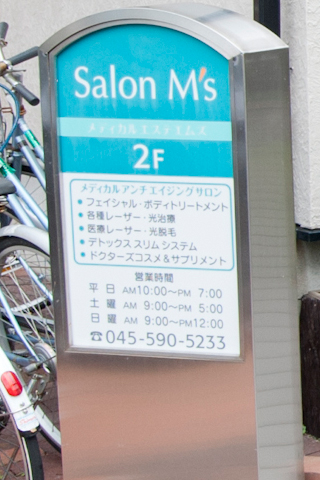 Salon M's
メディカルエステエムズ
2F
メディカルアンチエイジングサロン
• フェイシャル・ボディトリートメント
• 各種レーザー・光治療
• 医療レーザー・光脱毛
• デトックス スリム システム
• ドクターズコスメ&サプリメント
営業時間
平 日 AM10:00〜PM 7:00
土 曜 AM 9:00〜PM 5:00
日 曜 AM 9:00〜PM12:00
☎045-590-5233